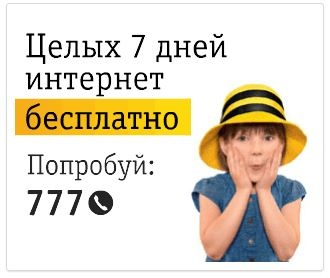 Целых 7 дней
интернет
бесплатно
Попробуй:
777